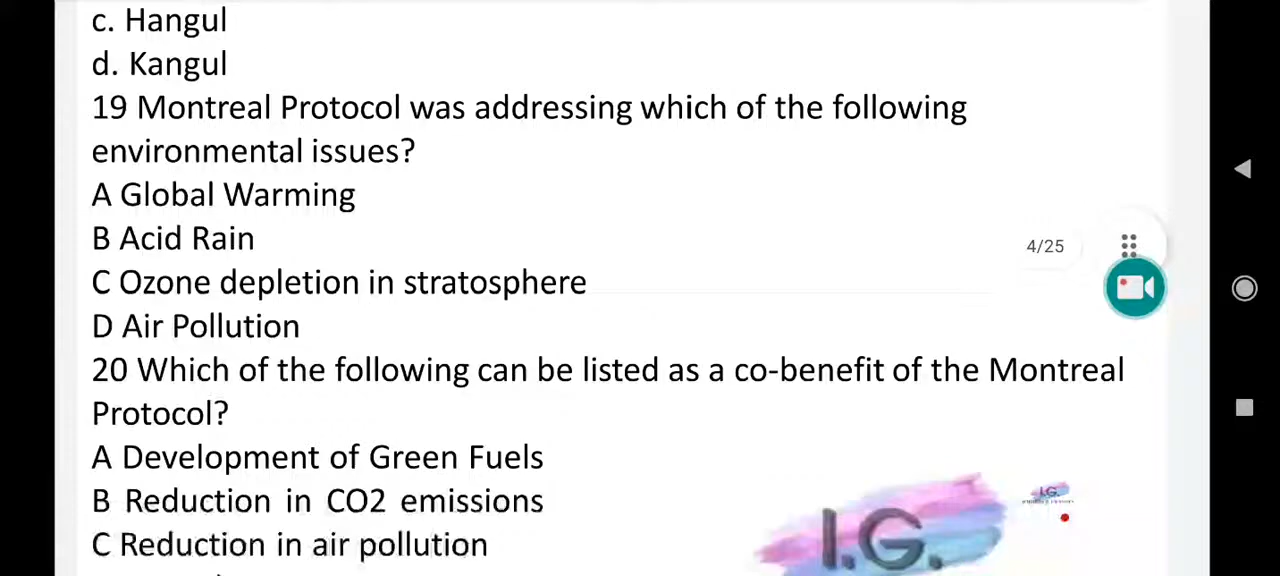 c. Hangul
d. Kangul
19 Montreal Protocol was addressing which of the following
environmental issues?
A Global Warming
B Acid Rain
4/25
C Ozone depletion in stratosphere
D Air Pollution
20 Which of the following can be listed as a co-benefit of the Montreal
Protocol?
A Development of Green Fuels
B Reduction in CO2 emissions
I.G.
C Reduction in air pollution
I.G.